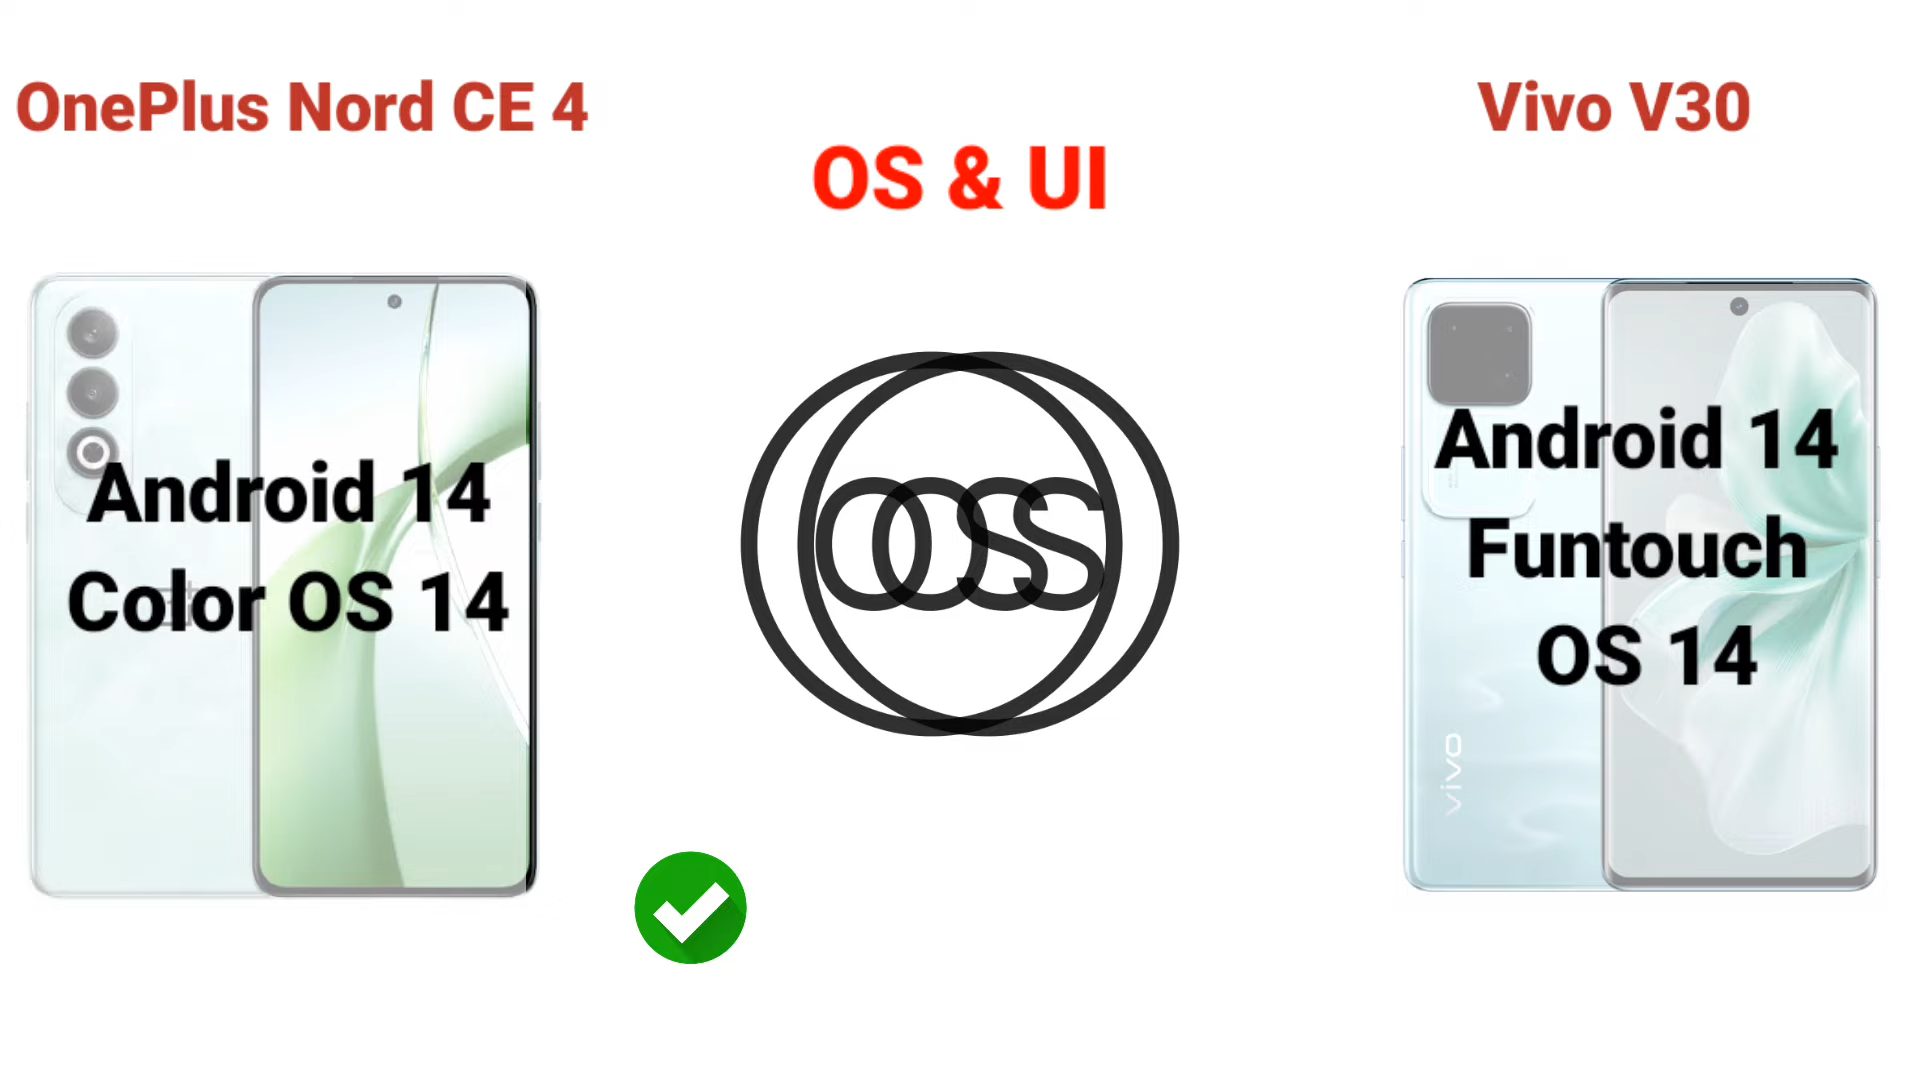 OnePlus Nord CE 4
Vivo V30
OS & UI
Android 14
Color OS 14
OS
Android 14
Funtouch
OS 14
vivo